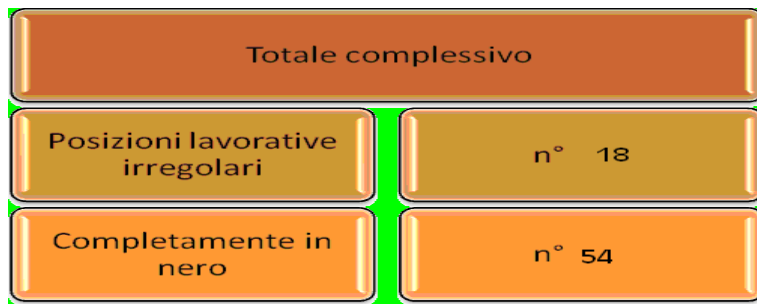 Totale complessivo
Posizioni lavorative
irregolari
n° 18
Completamente in
nero
n° 54